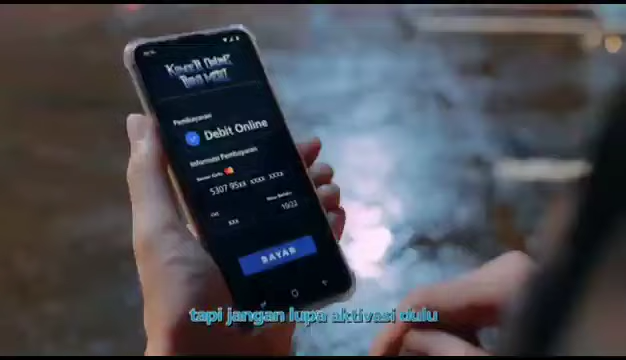 Pembayaran
Debit Online
Informasi Pembayaran
5307 95xx xxxx xxxx
xxx
10/22
BAYAR
tapi jangan lupa aktivasi dulu